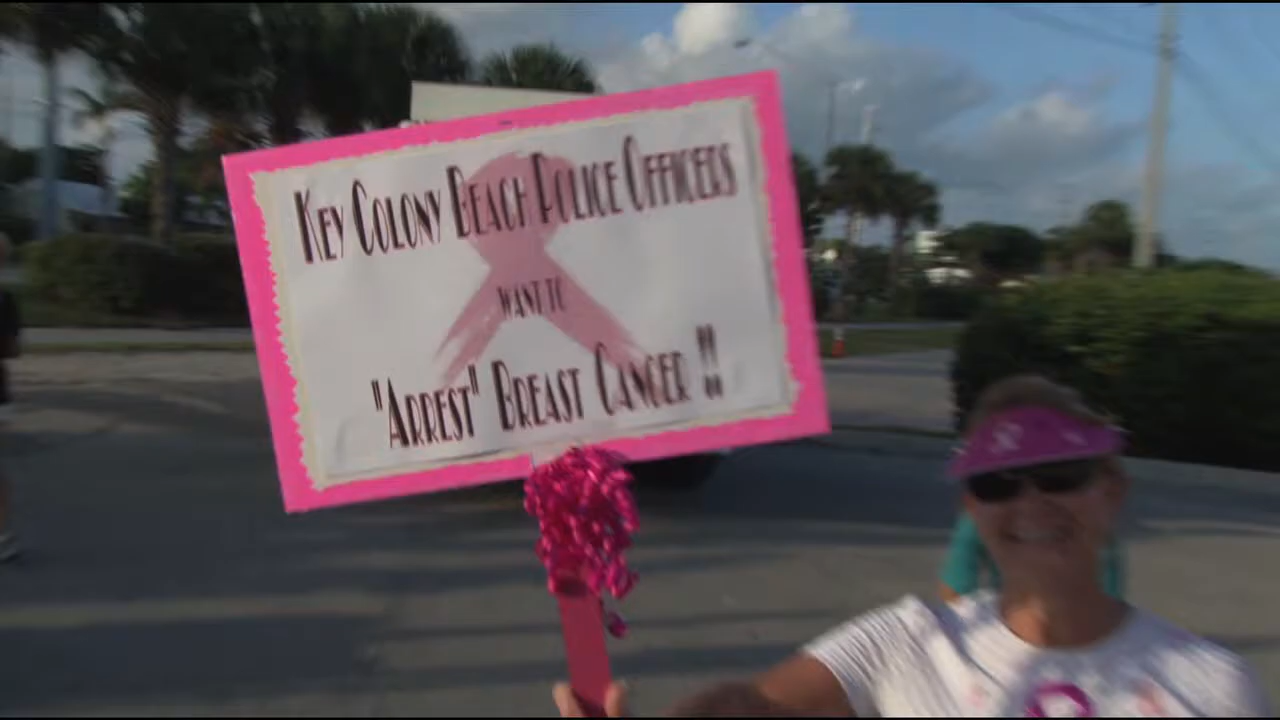 KEY COLONY BEACH POLICE OFFICERS
WANT TO
"ARREST" BREAST CANCER !!